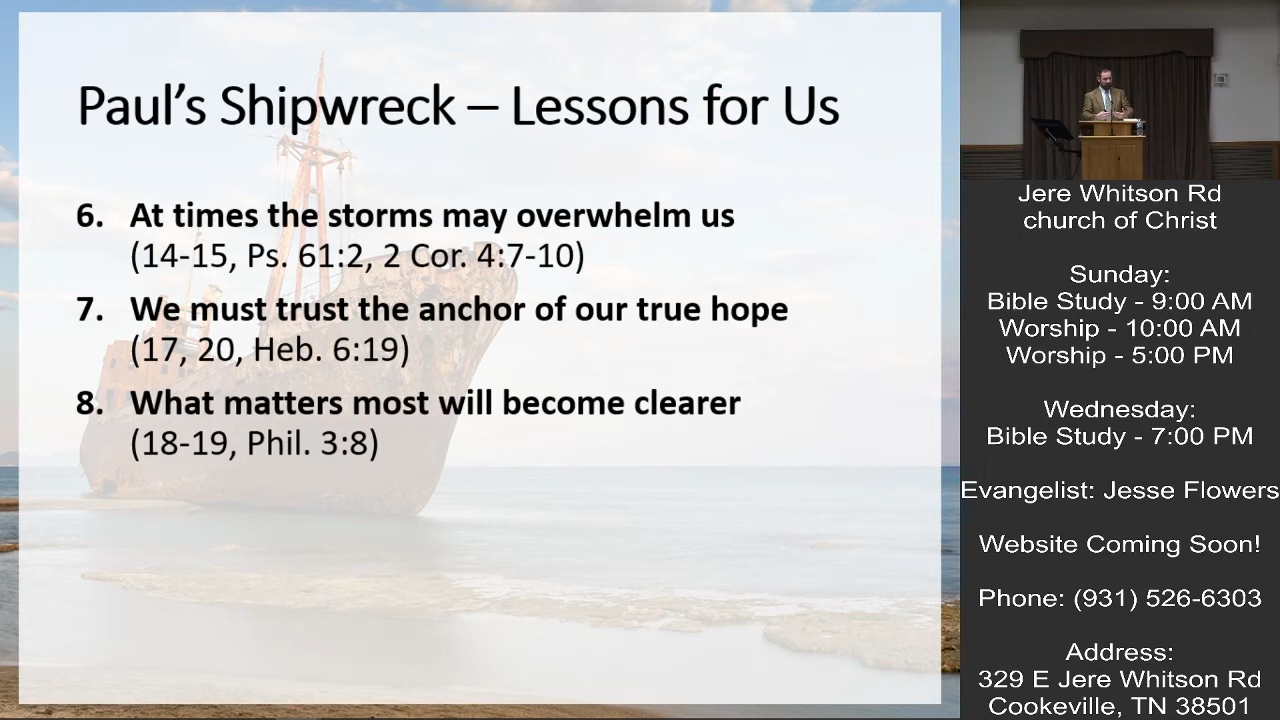 Paul's Shipwreck – Lessons for Us
6. At times the storms may overwhelm us
(14-15, Ps. 61:2, 2 Cor. 4:7-10)
7. We must trust the anchor of our true hope
(17, 20, Heb. 6:19)
8. What matters most will become clearer
(18-19, Phil. 3:8)
Jere Whitson Rd
church of Christ
Sunday:
Bible Study - 9:00 AM
Worship - 10:00 AM
Worship - 5:00 PM
Wednesday:
Bible Study - 7:00 PM
Evangelist: Jesse Flowers
Website Coming Soon!
Phone: (931) 526-6303
Address:
329 E Jere Whitson Rd
Cookeville, TN 38501